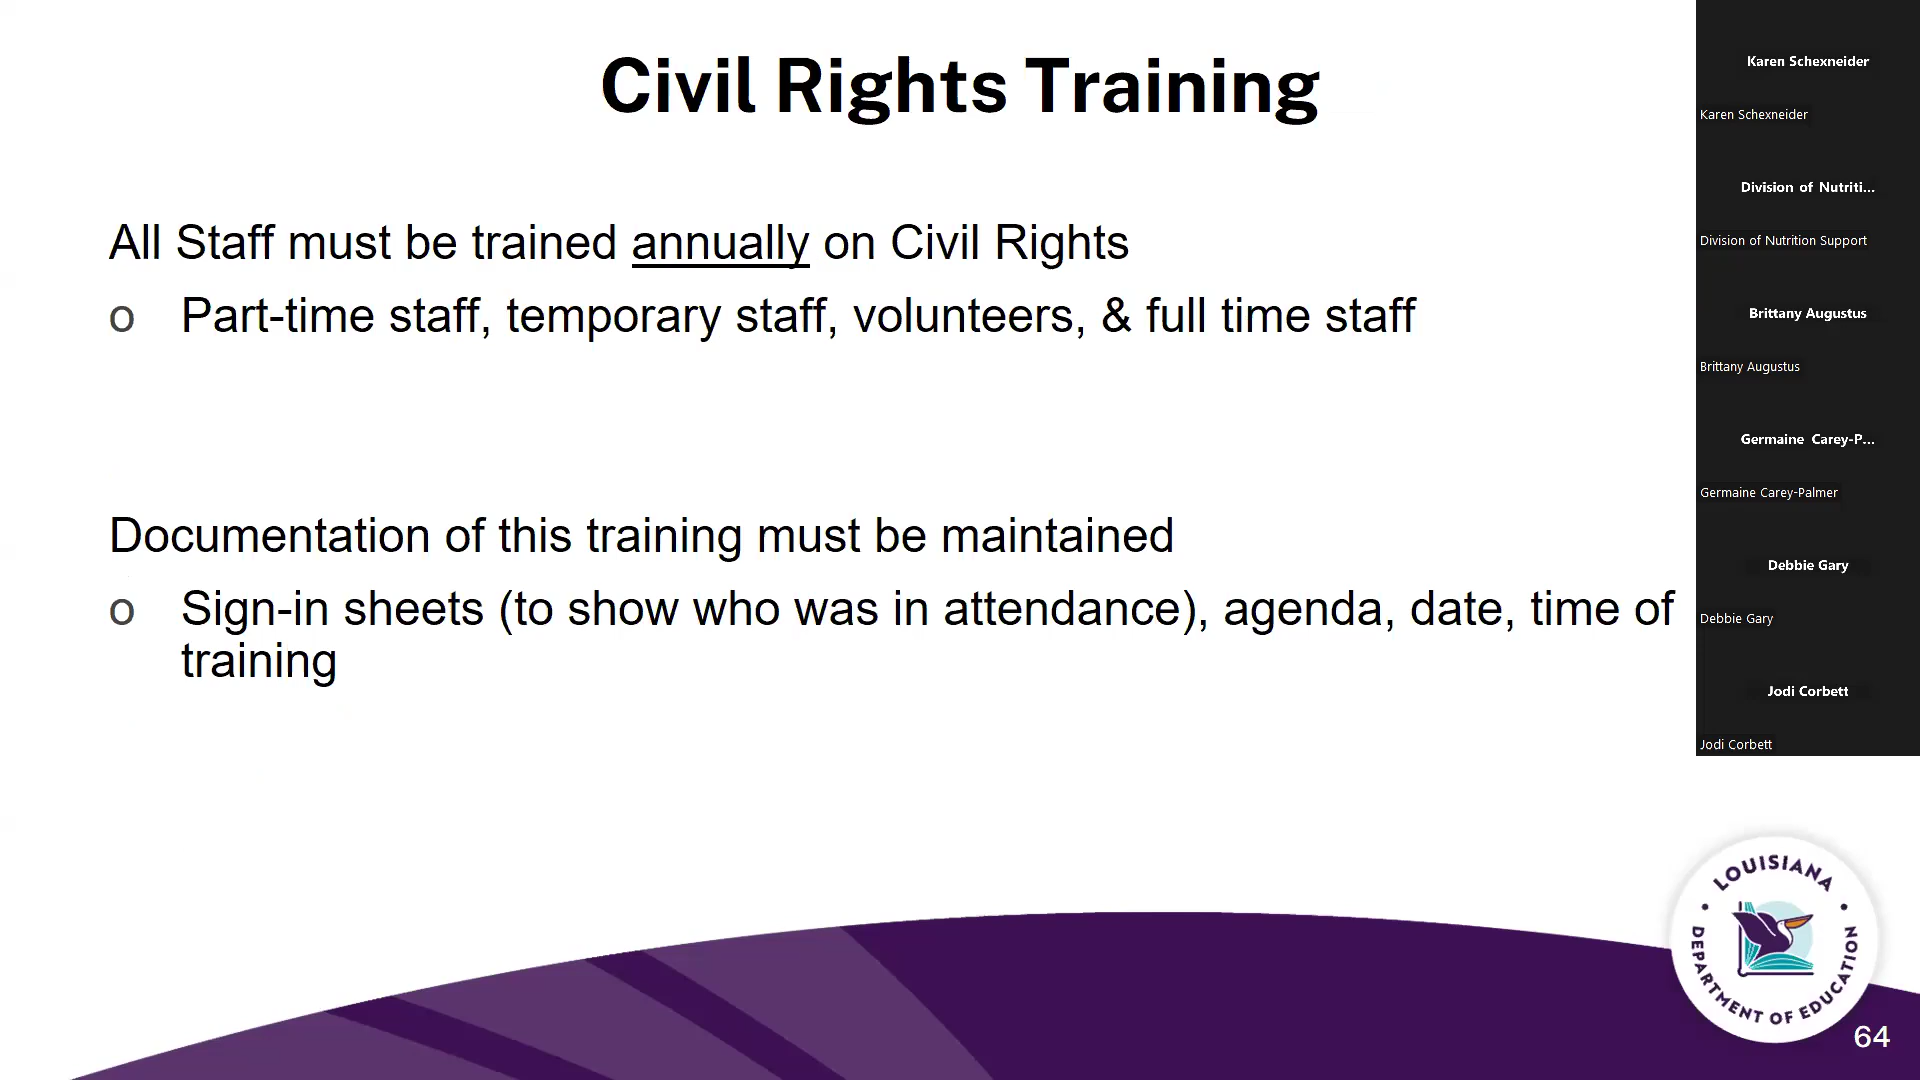 Civil Rights Training
All Staff must be trained annually on Civil Rights
o Part-time staff, temporary staff, volunteers, & full time staff
Documentation of this training must be maintained
o Sign-in sheets (to show who was in attendance), agenda, date, time of
training
Karen Schexneider
Karen Schexneider
Division of Nutriti...
Division of Nutrition Support
Brittany Augustus
Brittany Augustus
Germaine Carey-P...
Germaine Carey-Palmer
Debbie Gary
Debbie Gary
Jodi Corbett
Jodi Corbett
LOUISIANA
DEPARTMENT OF EDUCATION
64